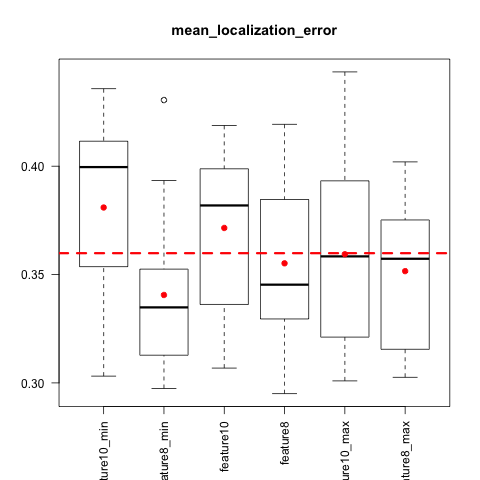 mean_localization_error
0.40
0.35
0.30
ture10_min
ature8_min
feature10
feature8
ure10_max
ture8_max